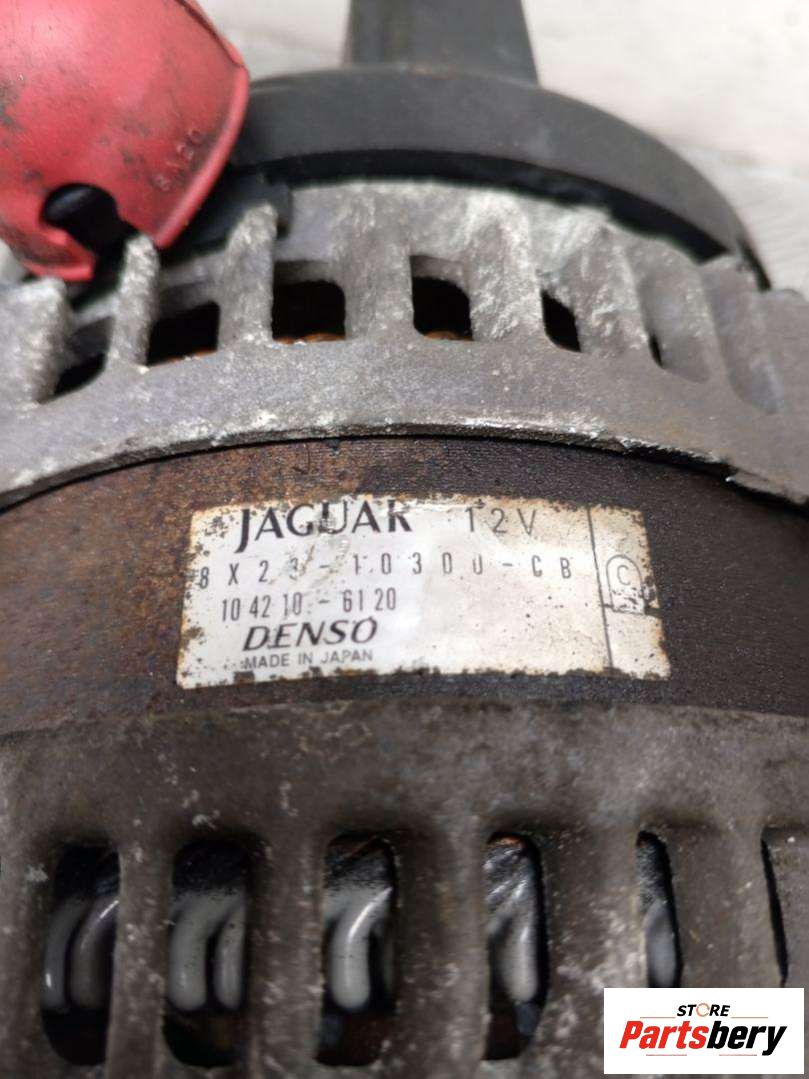 JAGUAR 12V
8X23-10300-CB
C
104210-6120
DENSO
MADE IN JAPAN
STORE
Partsbery